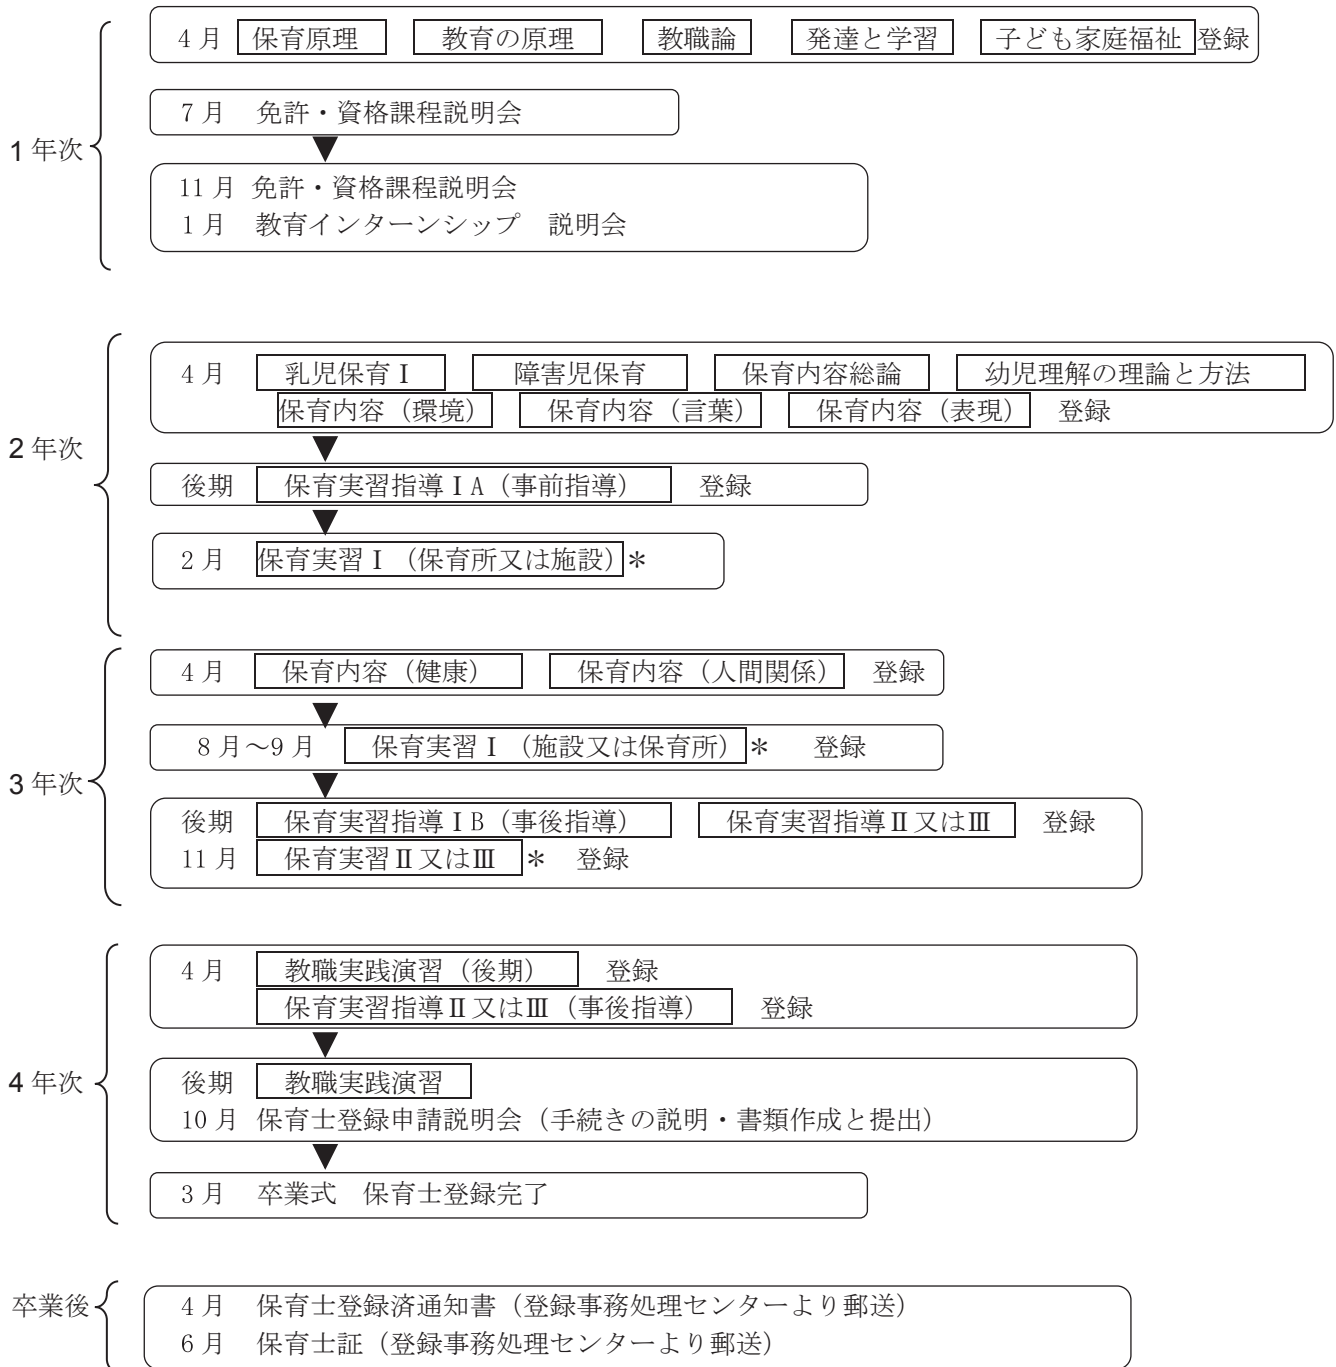 4月 保育原理 教育の原理 教職論 発達と学習 子ども家庭福祉 登録
7月 免許・資格課程説明会
1年次
11月 免許・資格課程説明会
1月 教育インターンシップ 説明会
4月 乳児保育Ⅰ 障害児保育 保育内容総論 幼児理解の理論と方法
保育内容（環境） 保育内容（言葉） 保育内容（表現） 登録
2年次
後期 保育実習指導ⅠA（事前指導） 登録
2月 保育実習Ⅰ（保育所又は施設）＊
4月 保育内容（健康） 保育内容（人間関係） 登録
8月～9月 保育実習Ⅰ（施設又は保育所）＊ 登録
3年次
後期 保育実習指導ⅠB（事後指導） 保育実習指導Ⅱ又はⅢ 登録
11月 保育実習Ⅱ又はⅢ ＊ 登録
4月 教職実践演習（後期） 登録
保育実習指導Ⅱ又はⅢ（事後指導） 登録
4年次
後期 教職実践演習
10月 保育士登録申請説明会（手続きの説明・書類作成と提出）
3月 卒業式 保育士登録完了
卒業後
4月 保育士登録済通知書（登録事務処理センターより郵送）
6月 保育士証（登録事務処理センターより郵送）